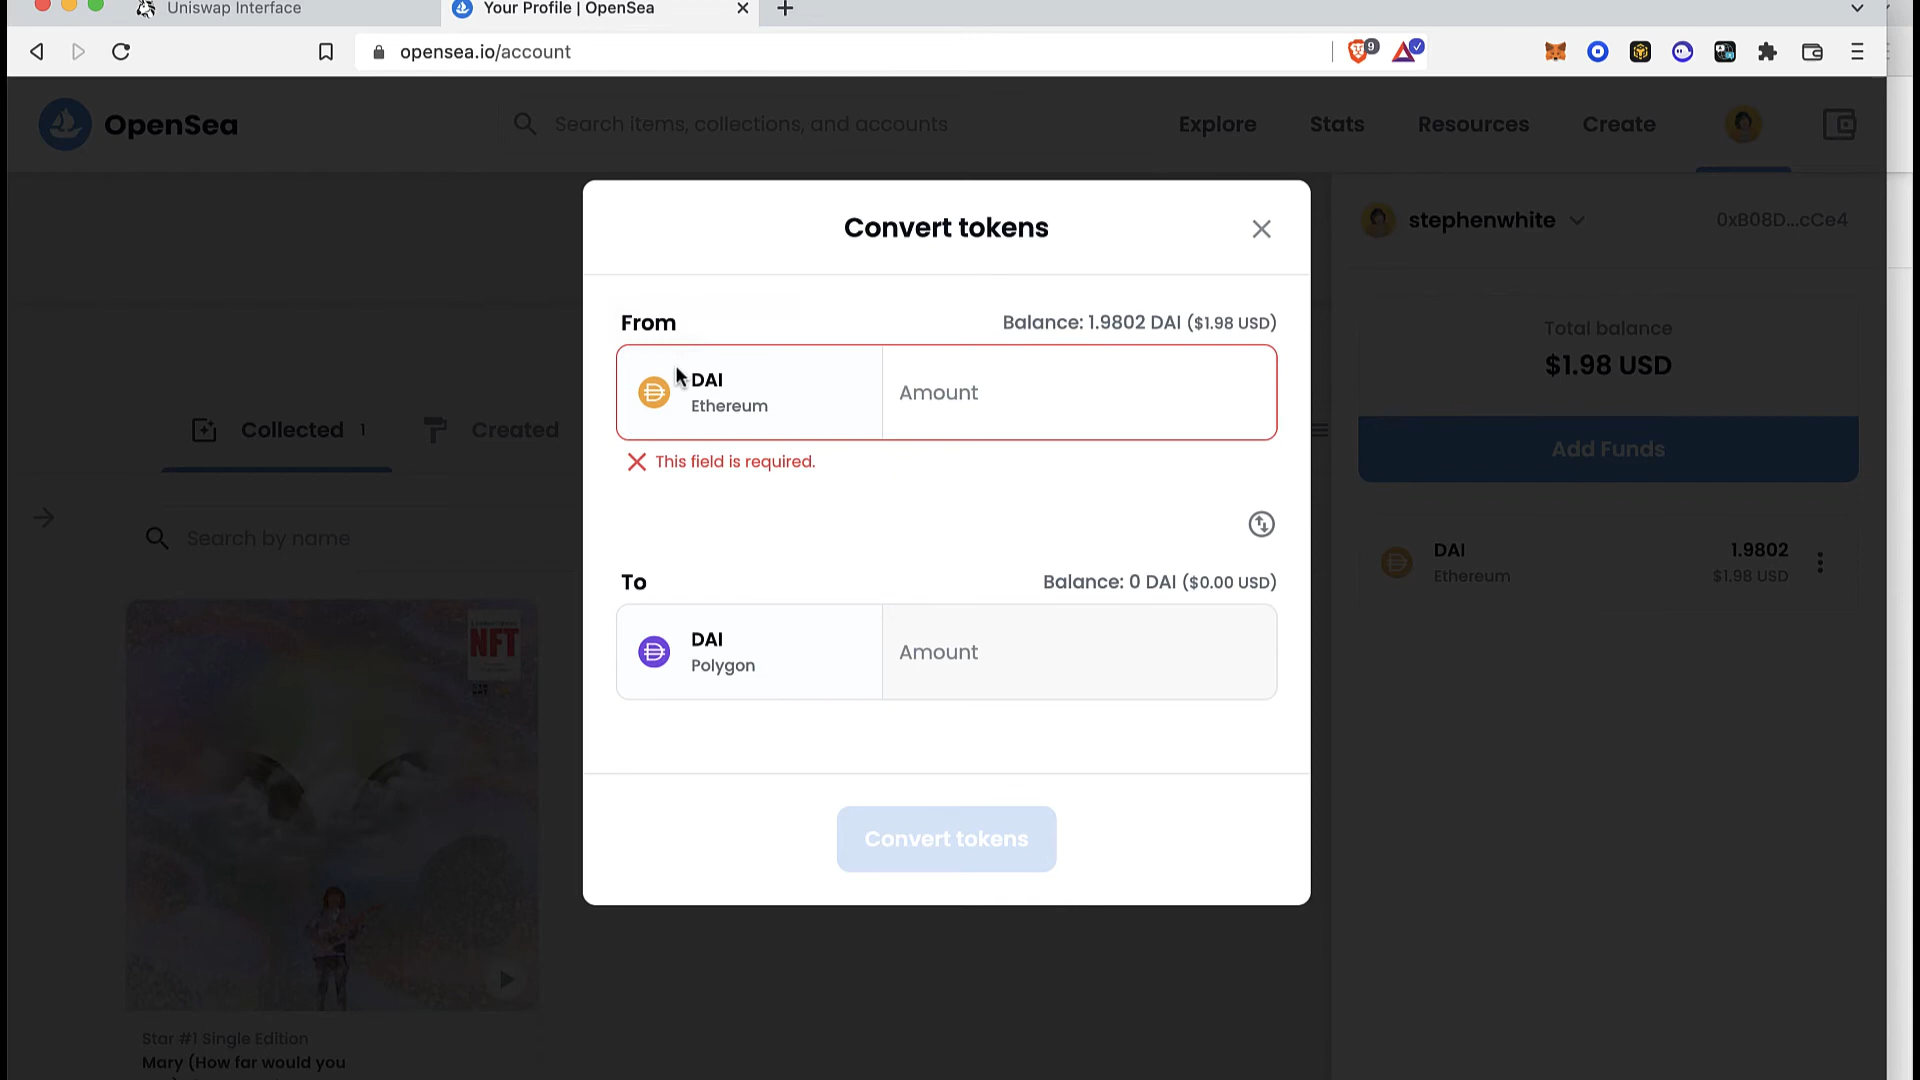 Uniswap Interface
Your Profile | OpenSea
opensea.io/account
9
OpenSea
Search items, collections, and accounts
Explore
Stats
Resources
Create
Convert tokens
stephenwhite
0xB08D...cCe4
From
Balance: 1.9802 DAI ($1.98 USD)
DAI
Ethereum
Amount
This field is required.
To
Balance: 0 DAI ($0.00 USD)
DAI
Polygon
Amount
Convert tokens
Total balance
$1.98 USD
Add Funds
DAI
1.9802
Ethereum
$1.98 USD
Collected 1
Created
Search by name
NFT
Star #1 Single Edition
Mary (How far would you